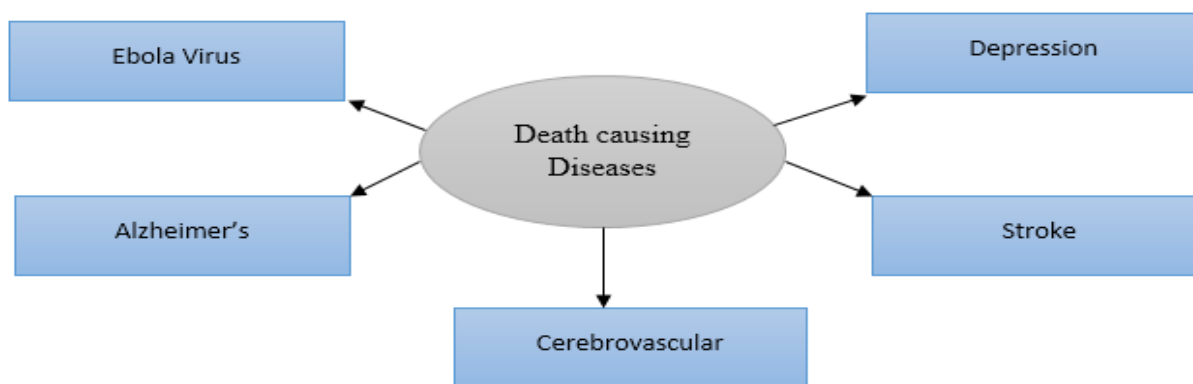 Ebola Virus
Depression
Death causing
Diseases
Alzheimer’s
Stroke
Cerebrovascular